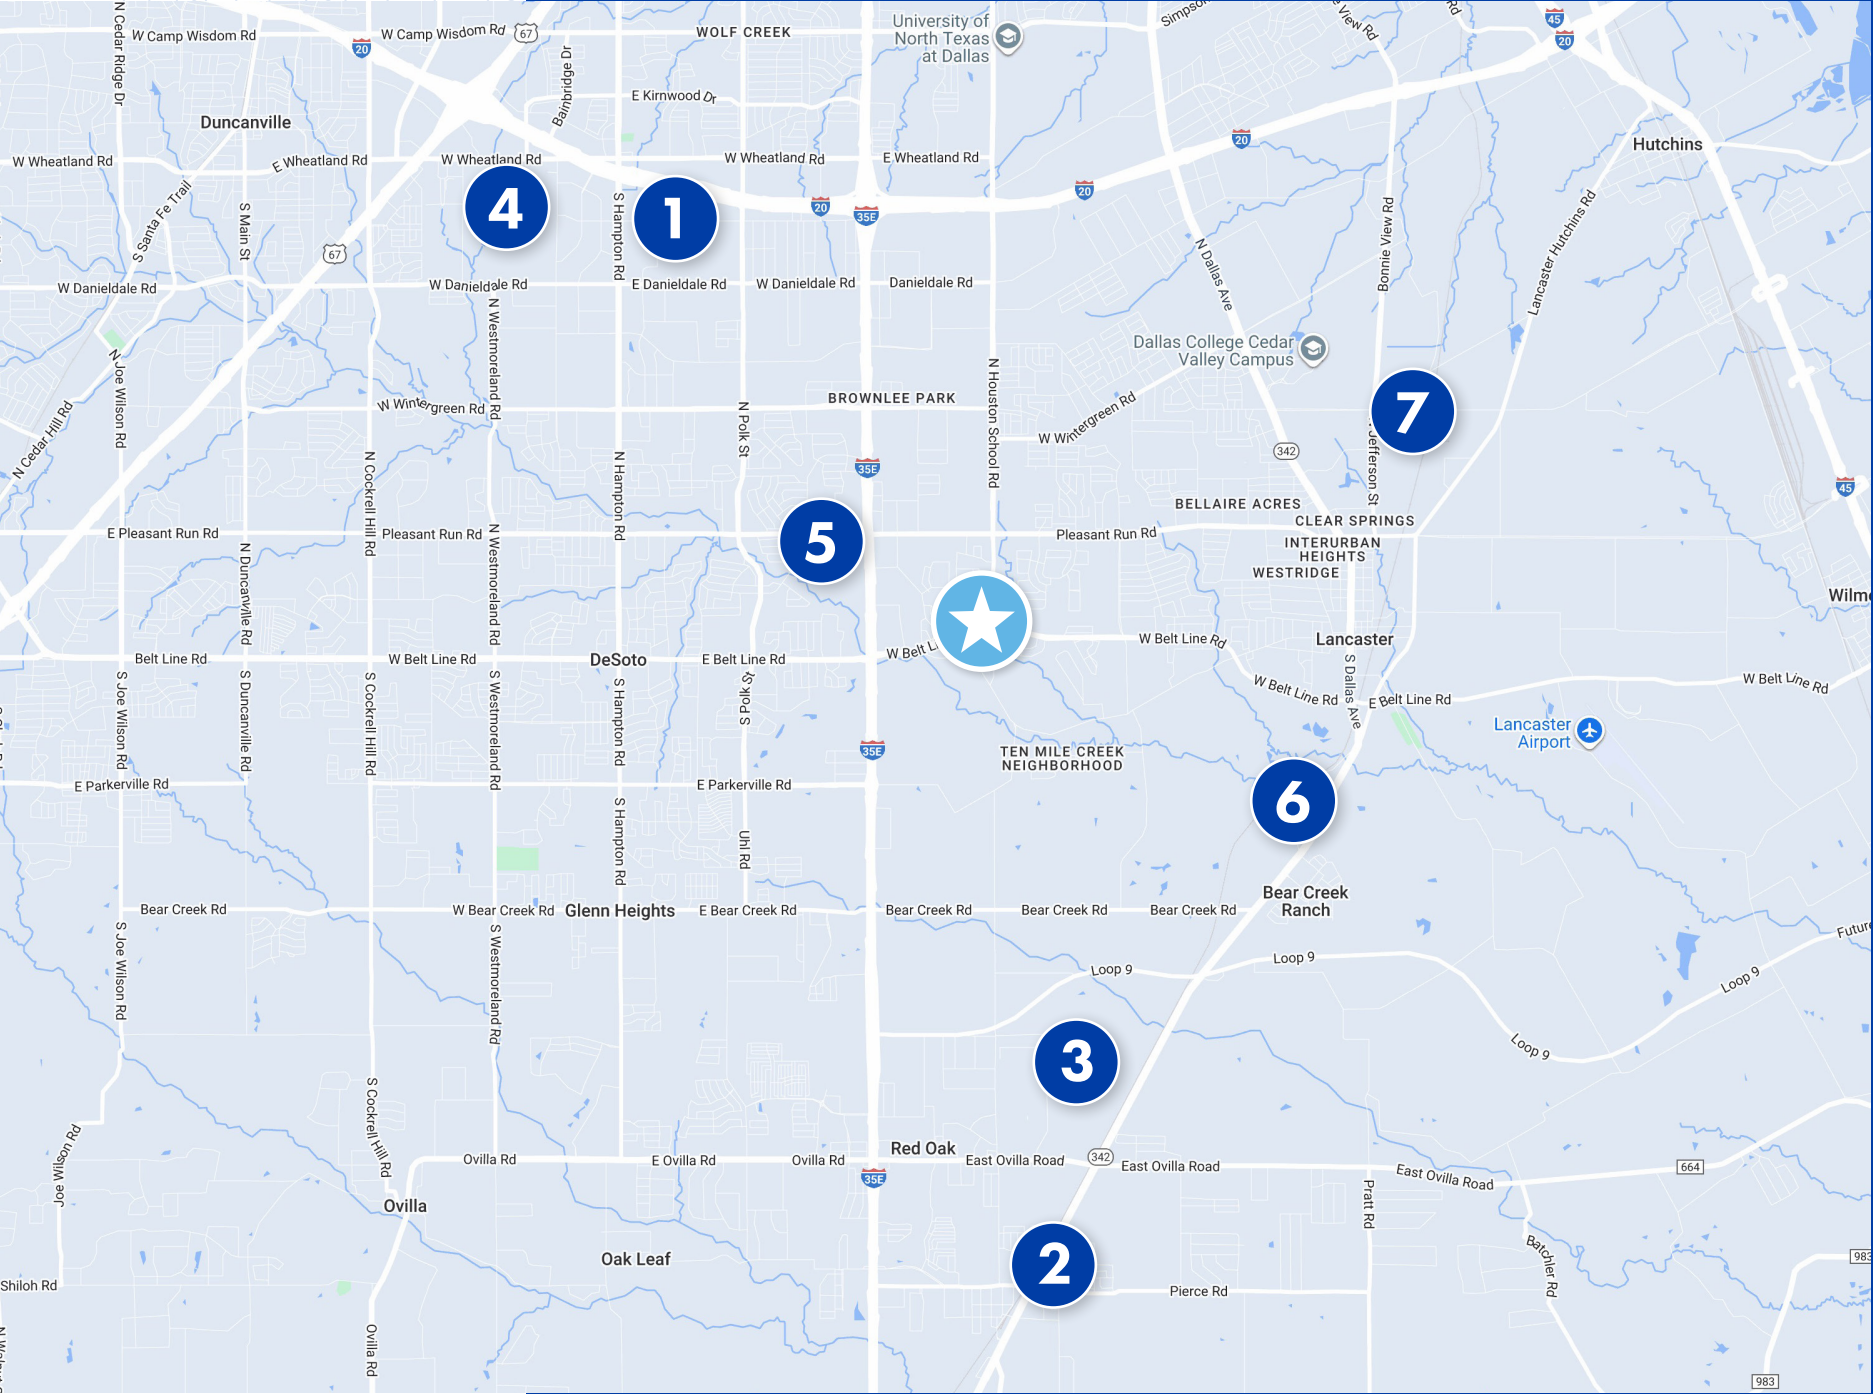 N Cedar Ridge Dr
W Camp Wisdom Rd
20
W Camp Wisdom Rd
67
Bainbridge Dr
WOLF CREEK
University of
North Texas
at Dallas
45
20
E Kirnwood Dr
Duncanville
Hutchins
20
W Wheatland Rd
E Wheatland Rd
W Wheatland Rd
W Wheatland Rd
E Wheatland Rd
20
4
1
20
35E
S Santa Fe Trail
S Main St
S Hampton Rd
67
N Dallas Ave
Bonnie View Rd
Lancaster Hutchins Rd
W Danieldale Rd
W Danieldale Rd
E Danieldale Rd
W Danieldale Rd
Danieldale Rd
N Westmoreland Rd
Dallas College Cedar
Valley Campus
N Joe Wilson Rd
N Cedar Hill Rd
W Wintergreen Rd
BROWNLEE PARK
N Polk St
N Houston School Rd
W Wintergreen Rd
7
Jefferson St
342
35E
45
N Cockrell Hill Rd
N Hampton Rd
BELLAIRE ACRES
CLEAR SPRINGS
E Pleasant Run Rd
Pleasant Run Rd
N Westmoreland Rd
5
Pleasant Run Rd
INTERURBAN
HEIGHTS
WESTRIDGE
N Duncanville Rd
Belt Line Rd
W Belt Line Rd
DeSoto
E Belt Line Rd
W Belt L
W Belt Line Rd
Lancaster
S Joe Wilson Rd
S Duncanville Rd
S Cockrell Hill Rd
S Westmoreland Rd
S Hampton Rd
S Polk St
W Belt Line Rd
S Dallas Ave
E Belt Line Rd
W Belt Line Rd
Lancaster
Airport
35E
TEN MILE CREEK
NEIGHBORHOOD
E Parkerville Rd
E Parkerville Rd
6
S Hampton Rd
Uhl Rd
Bear Creek
Ranch
Bear Creek Rd
W Bear Creek Rd
Glenn Heights
E Bear Creek Rd
Bear Creek Rd
Bear Creek Rd
Bear Creek Rd
S Joe Wilson Rd
S Westmoreland Rd
Loop 9
Loop 9
Loop 9
Loop 9
3
S Cockrell Hill Rd
Joe Wilson Rd
Red Oak
Ovilla Rd
E Ovilla Rd
Ovilla Rd
East Ovilla Road
342
East Ovilla Road
East Ovilla Road
664
35E
Ovilla
Pratt Rd
Oak Leaf
2
Batchler Rd
983
Shiloh Rd
Pierce Rd
Ovilla Rd
983